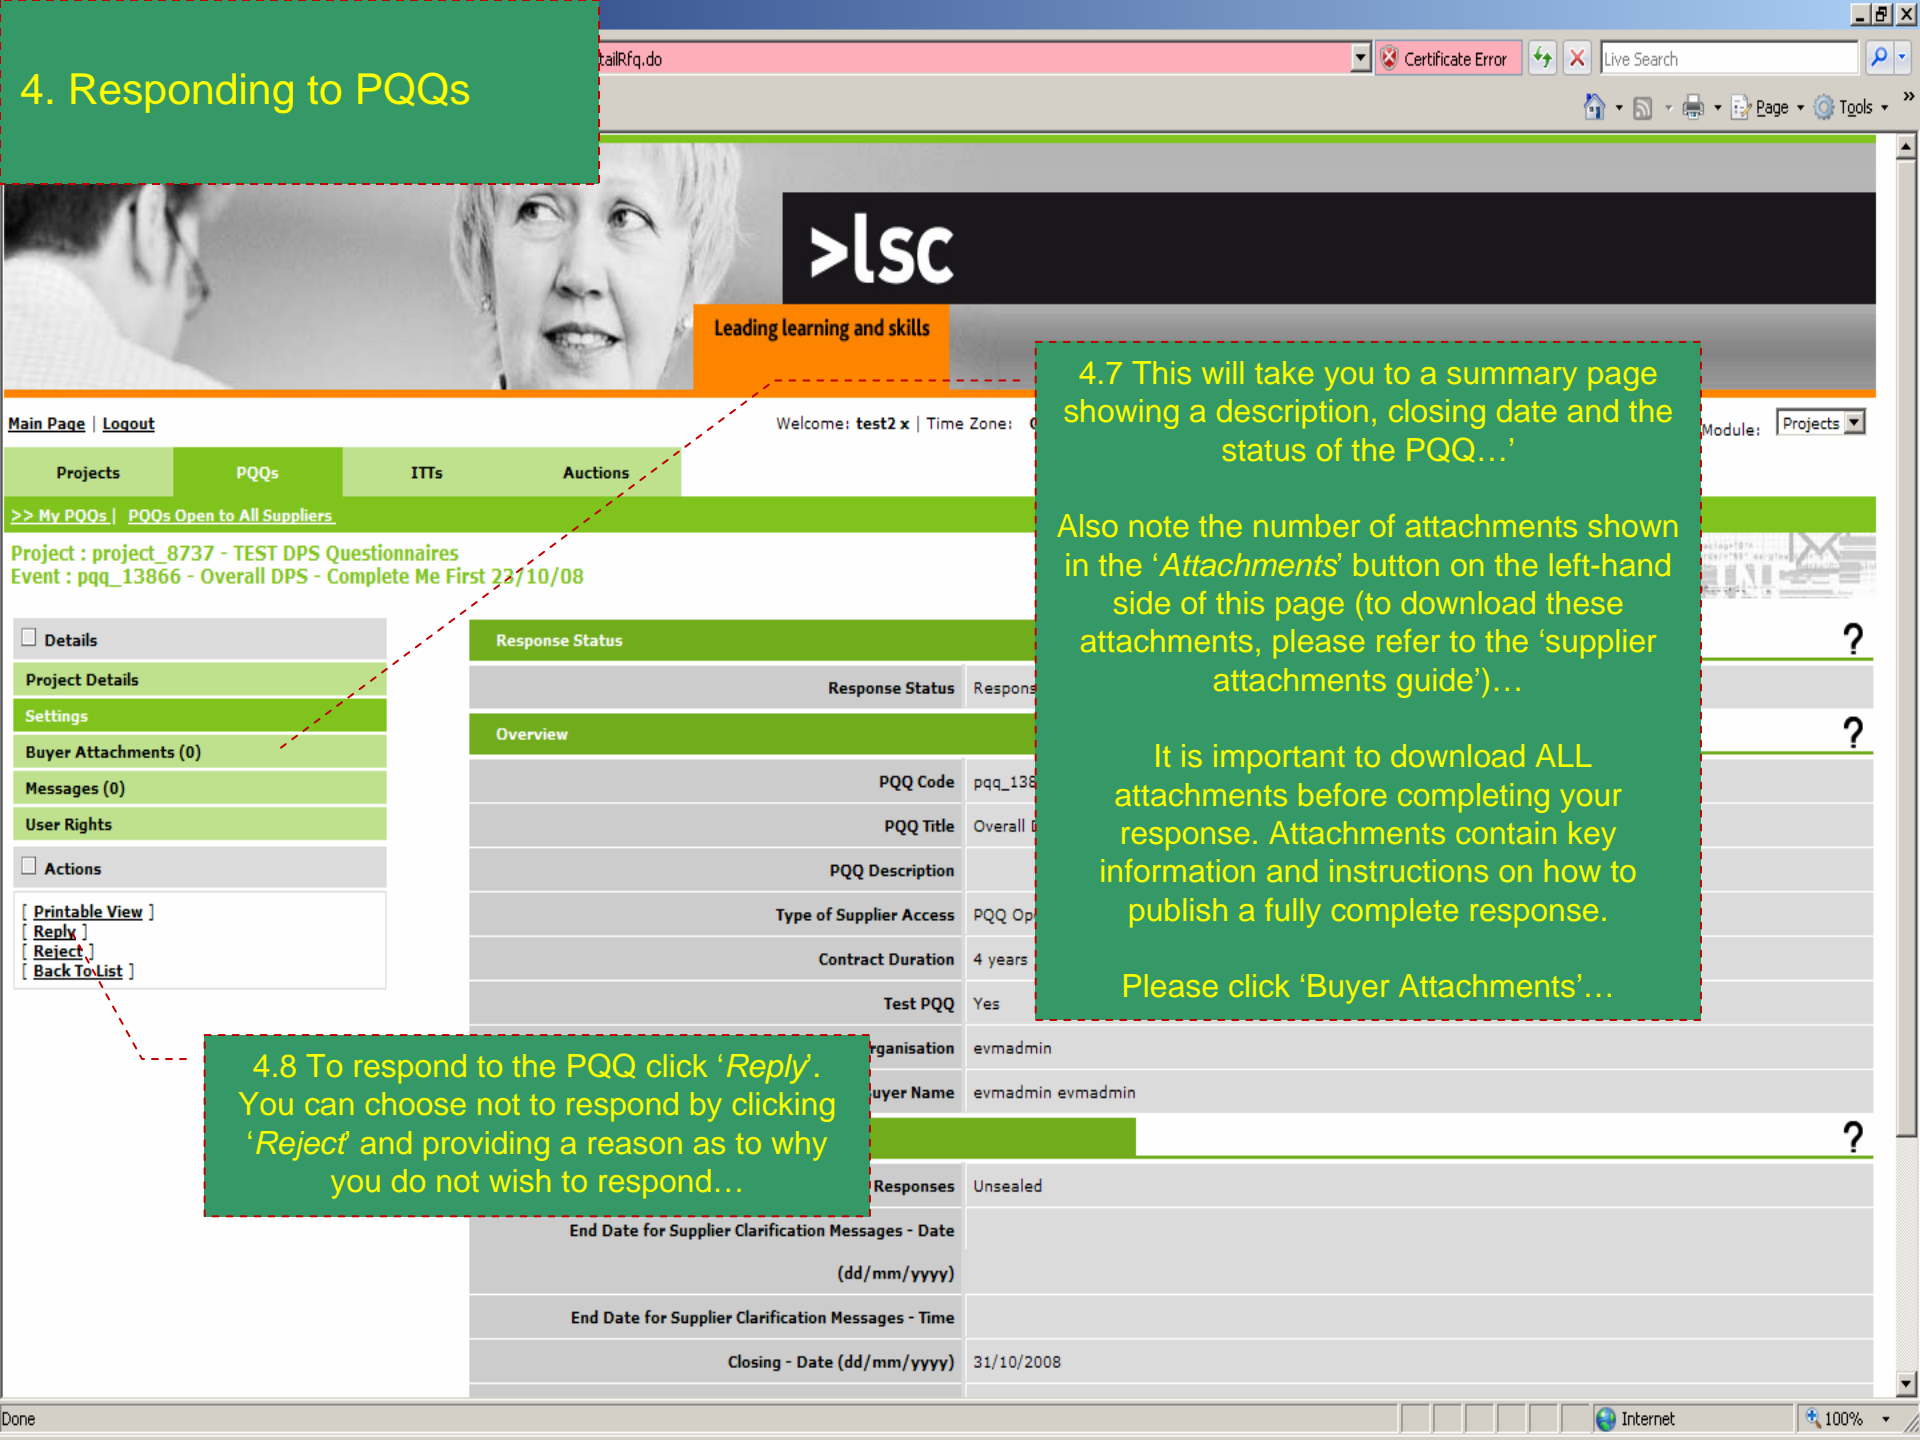 4. Responding to PQQs
tailRfq.do
Certificate Error
Live Search
Page
Tools
»
>lsc
Leading learning and skills
Main Page | Logout
Welcome: test2 x | Time Zone:
Module: Projects
Projects
PQQs
ITTs
Auctions
>> My PQQs | PQQs Open to All Suppliers
Project : project_8737 - TEST DPS Questionnaires
Event : pqq_13866 - Overall DPS - Complete Me First 23/10/08
4.7 This will take you to a summary page
showing a description, closing date and the
status of the PQQ…’
Also note the number of attachments shown
in the ‘Attachments’ button on the left-hand
side of this page (to download these
attachments, please refer to the ‘supplier
attachments guide’)…
It is important to download ALL
attachments before completing your
response. Attachments contain key
information and instructions on how to
publish a fully complete response.
Please click ‘Buyer Attachments’…
Details
Project Details
Settings
Buyer Attachments (0)
Messages (0)
User Rights
Actions
[ Printable View ]
[ Reply ]
[ Reject ]
[ Back To List ]
4.8 To respond to the PQQ click ‘Reply’.
You can choose not to respond by clicking
‘Reject’ and providing a reason as to why
you do not wish to respond…
Response Status
?
Response Status Respons
Overview
?
PQQ Code pqq_138
PQQ Title Overall
PQQ Description
Type of Supplier Access PQQ Op
Contract Duration 4 years
Test PQQ Yes
rganisation evmadmin
uyer Name evmadmin evmadmin
?
Responses Unsealed
End Date for Supplier Clarification Messages - Date
(dd/mm/yyyy)
End Date for Supplier Clarification Messages - Time
Closing - Date (dd/mm/yyyy) 31/10/2008
Done
Internet
100%